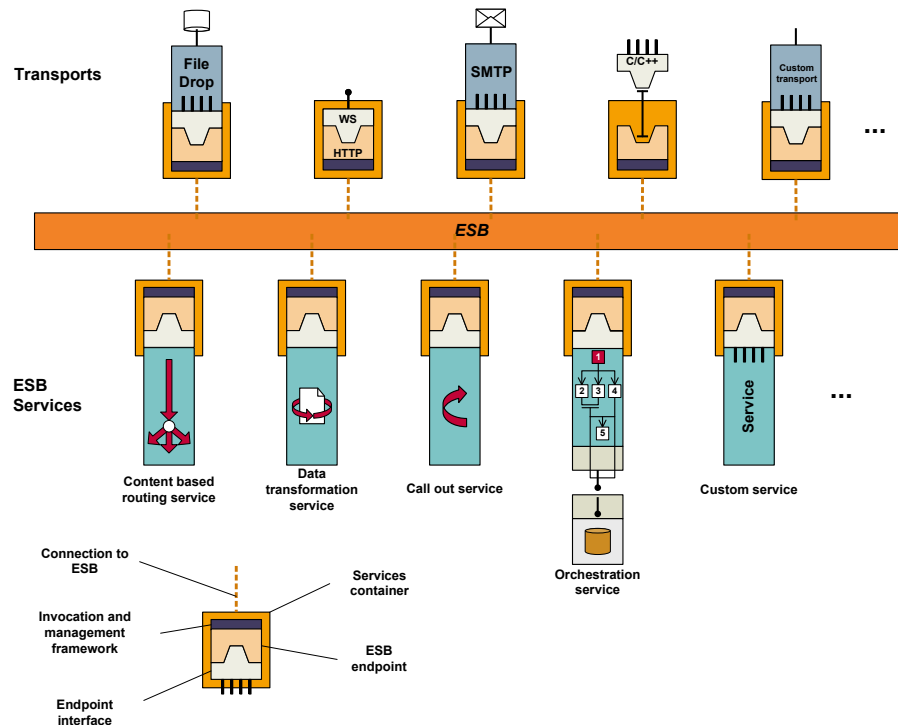 File
Drop
SMTP
C/C++
Custom
transport
Transports
WS
HTTP
...
ESB
ESB
Services
1
2
3
4
5
Service
...
Content based
routing service
Data
transformation
service
Call out service
Orchestration
service
Custom service
Connection to
ESB
Services
container
Invocation and
management
framework
ESB
endpoint
Endpoint
interface